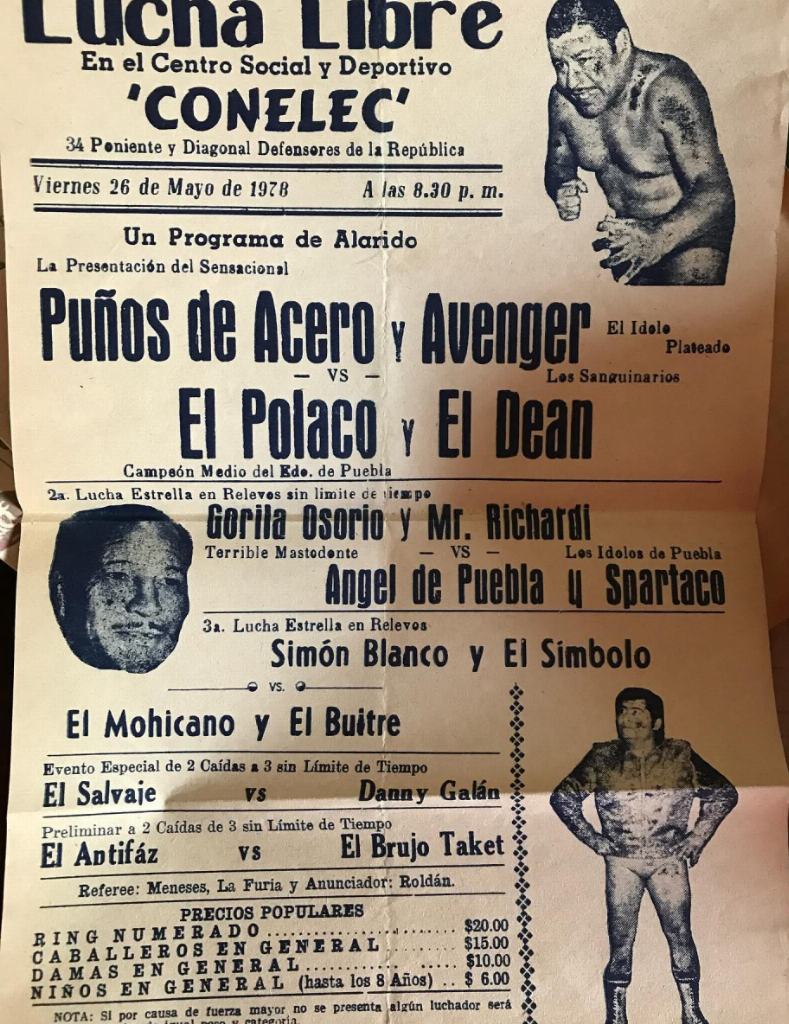 Lucha Libre
En el Centro Social y Deportivo
'CONELEC'
34 Poniente y Diagonal Defensores de la República
Viernes 26 de Mayo de 1978 A las 8.30 p. m.
Un Programa de Alarido
La Presentación del Sensacional
Puños de Acero y Avenger El Idolo
Plateado
— VS — Los Sanguinarios
El Polaco y El Dean
Campeón Medio del Edo. de Puebla
2a. Lucha Estrella en Relevos sin limite de tiempo
Gorila Osorio y Mr. Richardi
Terrible Mastodonte — VS — Los Idolos de Puebla
Angel de Puebla y Spartaco
3a. Lucha Estrella en Relevos
Simón Blanco y El Símbolo
VS.
El Mohicano y El Buitre
Evento Especial de 2 Caídas a 3 sin Límite de Tiempo
El Salvaje vs Danny Galán
Preliminar a 2 Caídas de 3 sin Límite de Tiempo
El Antifáz vs El Brujo Taket
Referee: Meneses, La Furia y Anunciador: Roldán.
PRECIOS POPULARES
RING NUMERADO ........................ $20.00
CABALLEROS EN GENERAL ............ $15.00
DAMAS EN GENERAL .................... $10.00
NIÑOS EN GENERAL (hasta los 8 Años) .. $ 6.00
NOTA: Si por causa de fuerza mayor no se presenta algún luchador será
de igual peso y categoría.